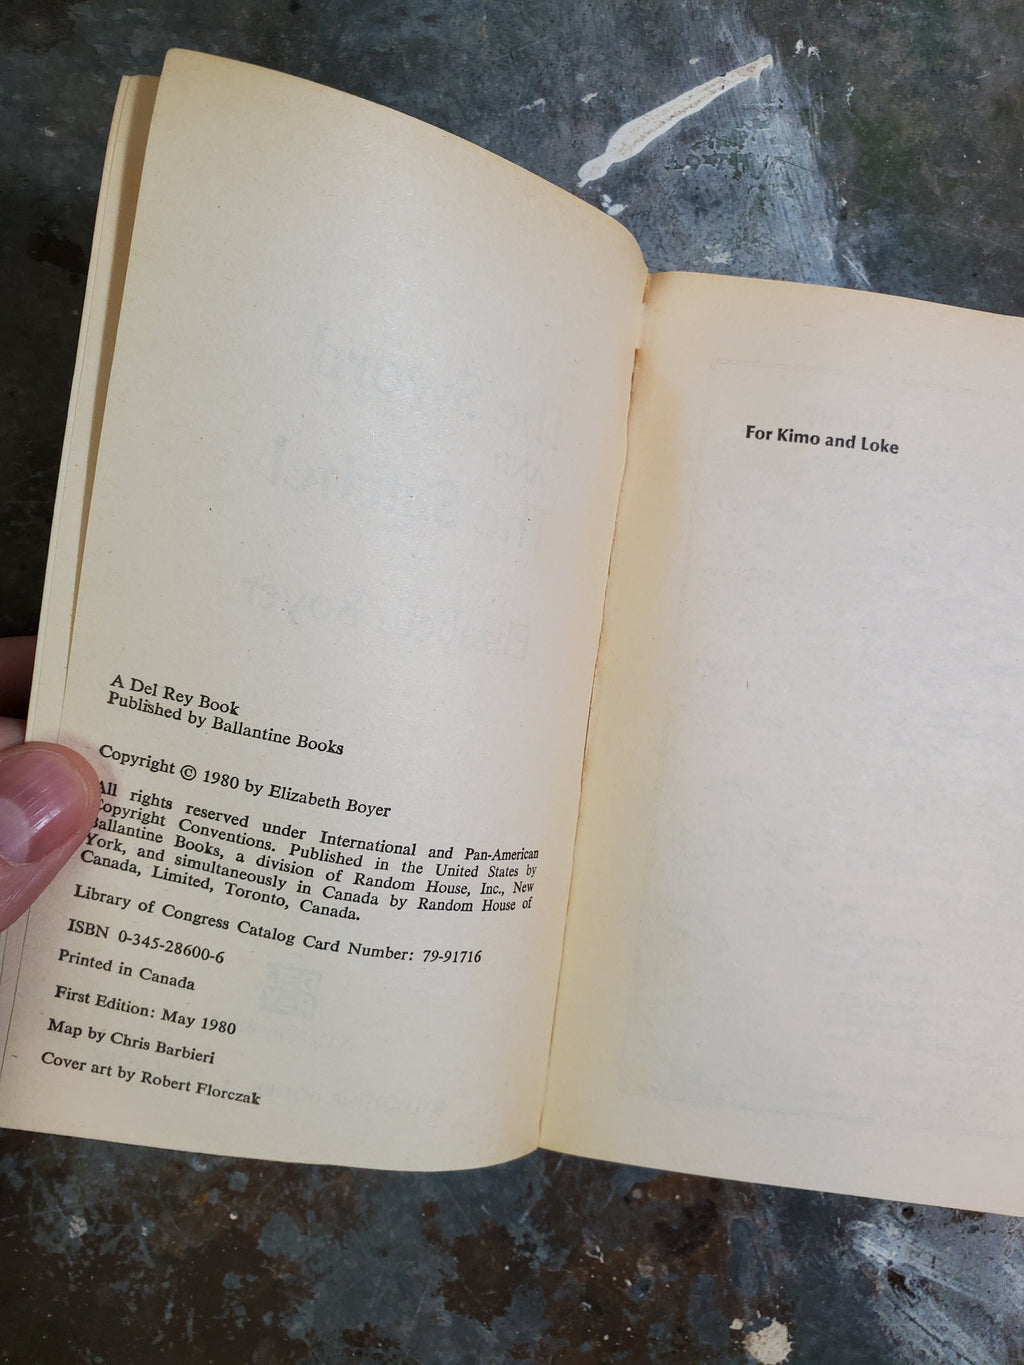 A Del Rey Book
Published by Ballantine Books
Copyright © 1980 by Elizabeth Boyer
All rights reserved under International and Pan-American
Copyright Conventions. Published in the United States by
Ballantine Books, a division of Random House, Inc., New
York, and simultaneously in Canada by Random House of
Canada, Limited, Toronto, Canada.
Library of Congress Catalog Card Number: 79-91716
ISBN 0-345-28600-6
Printed in Canada
First Edition: May 1980
Map by Chris Barbieri
Cover art by Robert Florczak
For Kimo and Loke